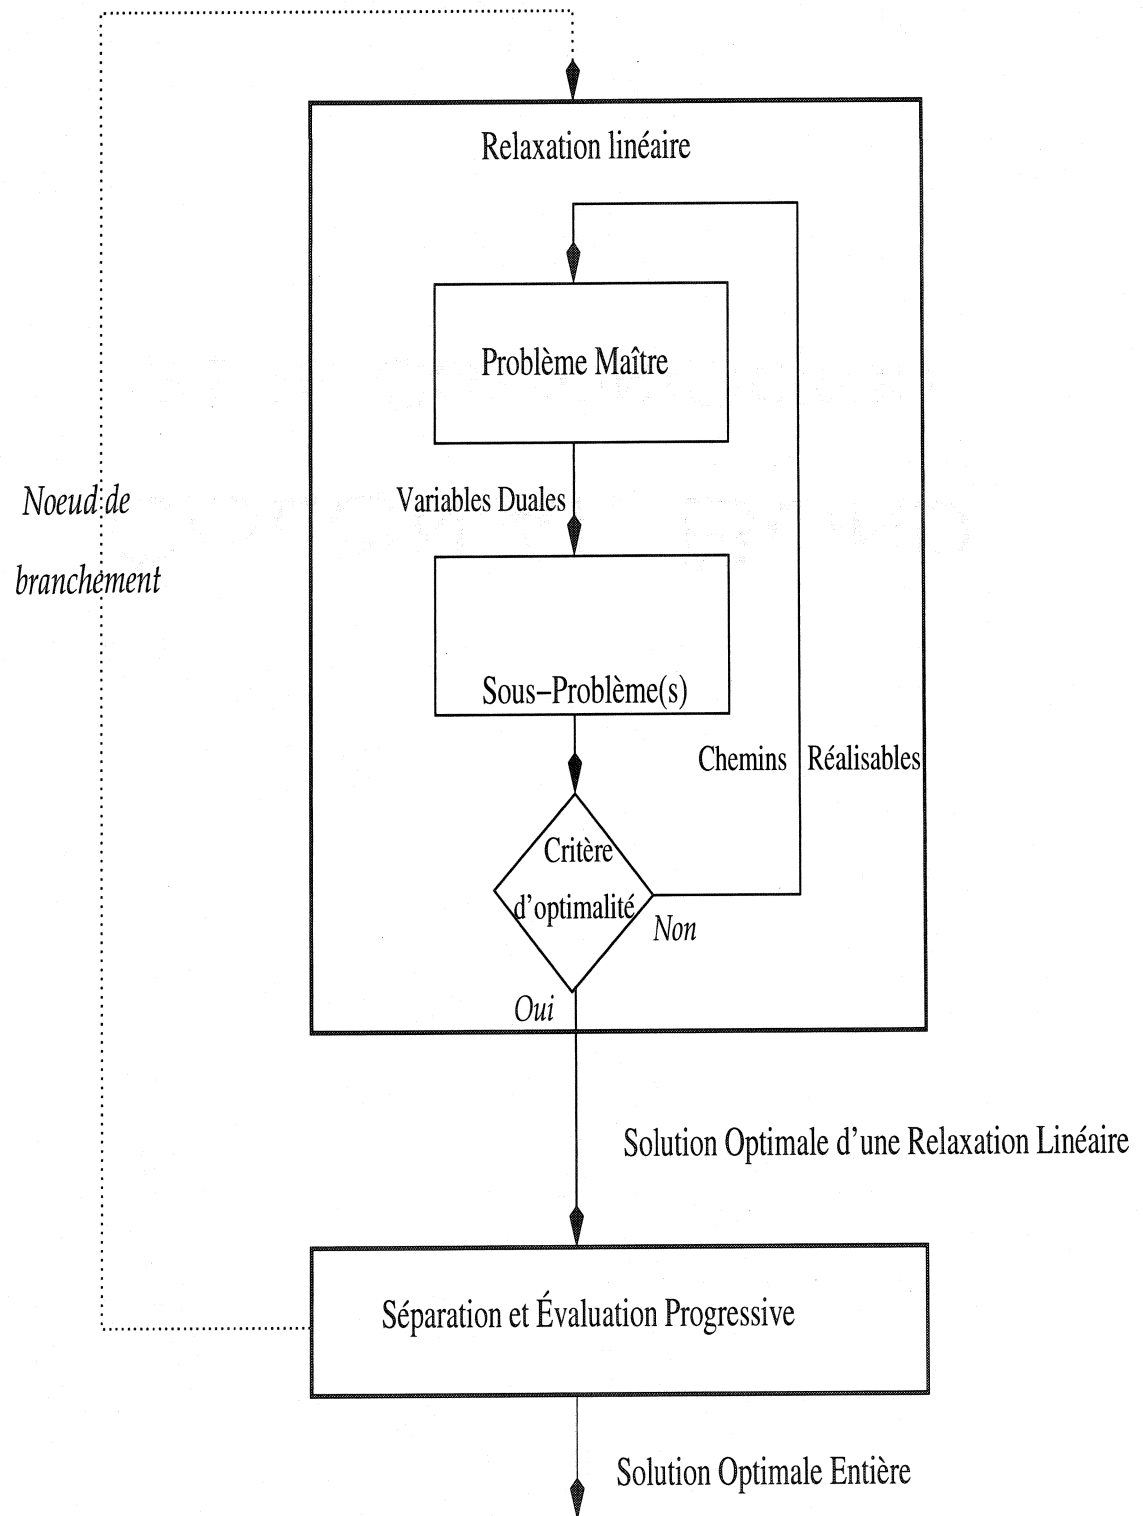 Relaxation linéaire
Problème Maître
Variables Duales
Noeud de
branchement
Sous–Problème(s)
Chemins Réalisables
Critère
d'optimalité
Non
Oui
Solution Optimale d'une Relaxation Linéaire
Séparation et Évaluation Progressive
Solution Optimale Entière